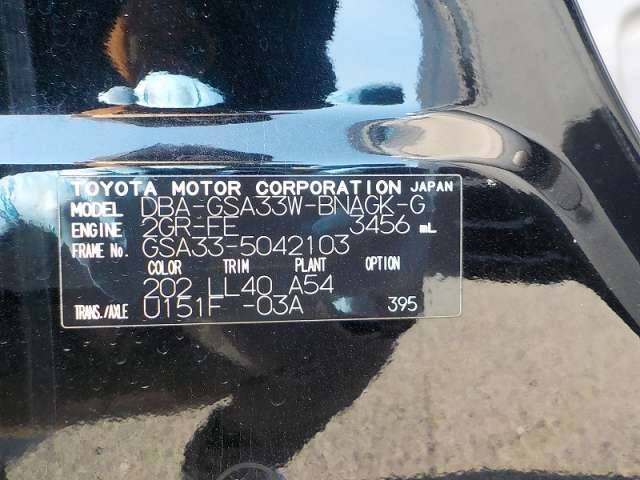 TOYOTA MOTOR CORPORATION JAPAN
MODEL DBA-GSA33W-BNAGK-G
ENGINE 2GR-FE 3456 mL
FRAME No. GSA33-5042103
COLOR TRIM PLANT OPTION
202 LL40 A54
TRANS./AXLE U151F -03A 395